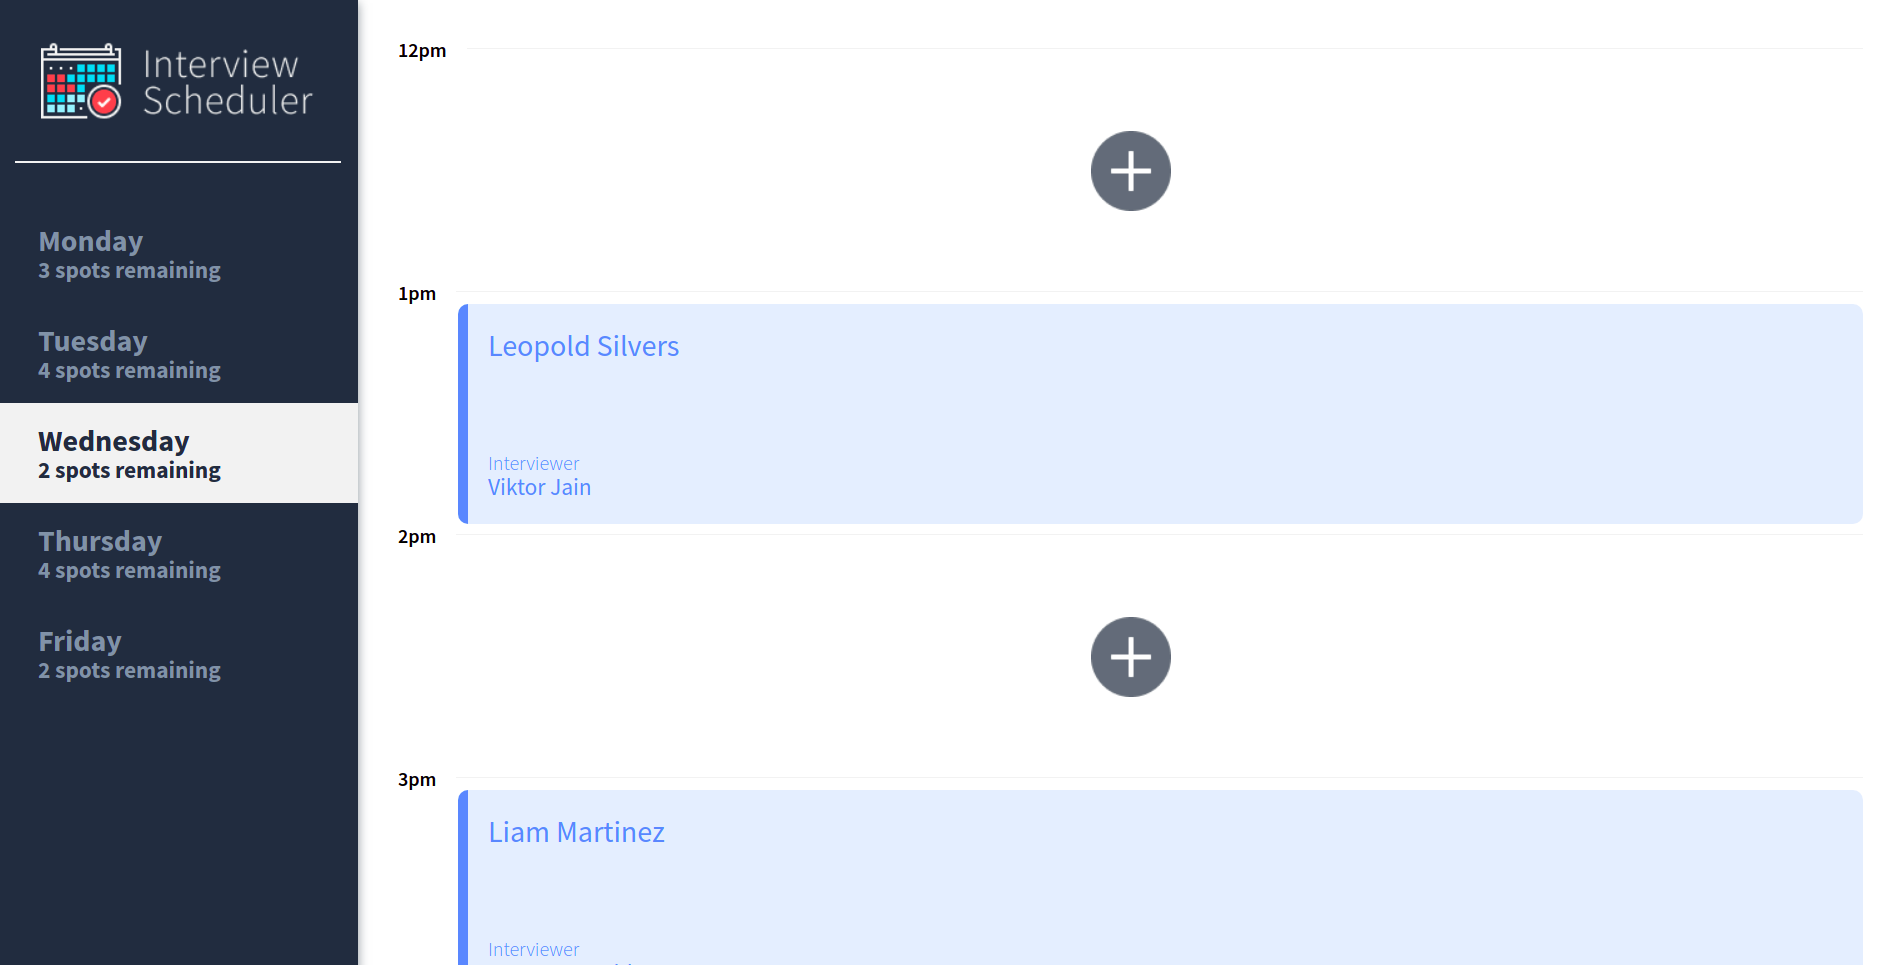 Interview
Scheduler
Monday
3 spots remaining
Tuesday
4 spots remaining
Wednesday
2 spots remaining
Thursday
4 spots remaining
Friday
2 spots remaining
12pm
1pm
Leopold Silvers
Interviewer
Viktor Jain
2pm
3pm
Liam Martinez
Interviewer